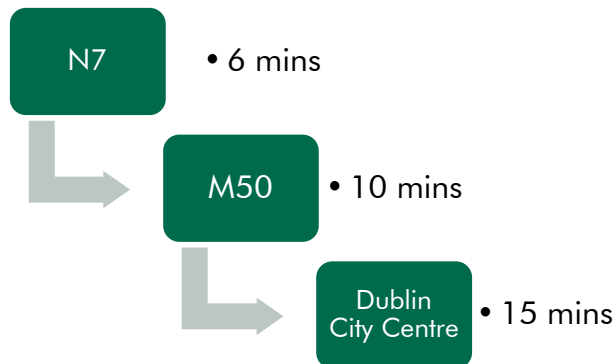 N7
• 6 mins
M50
• 10 mins
Dublin
City Centre
• 15 mins